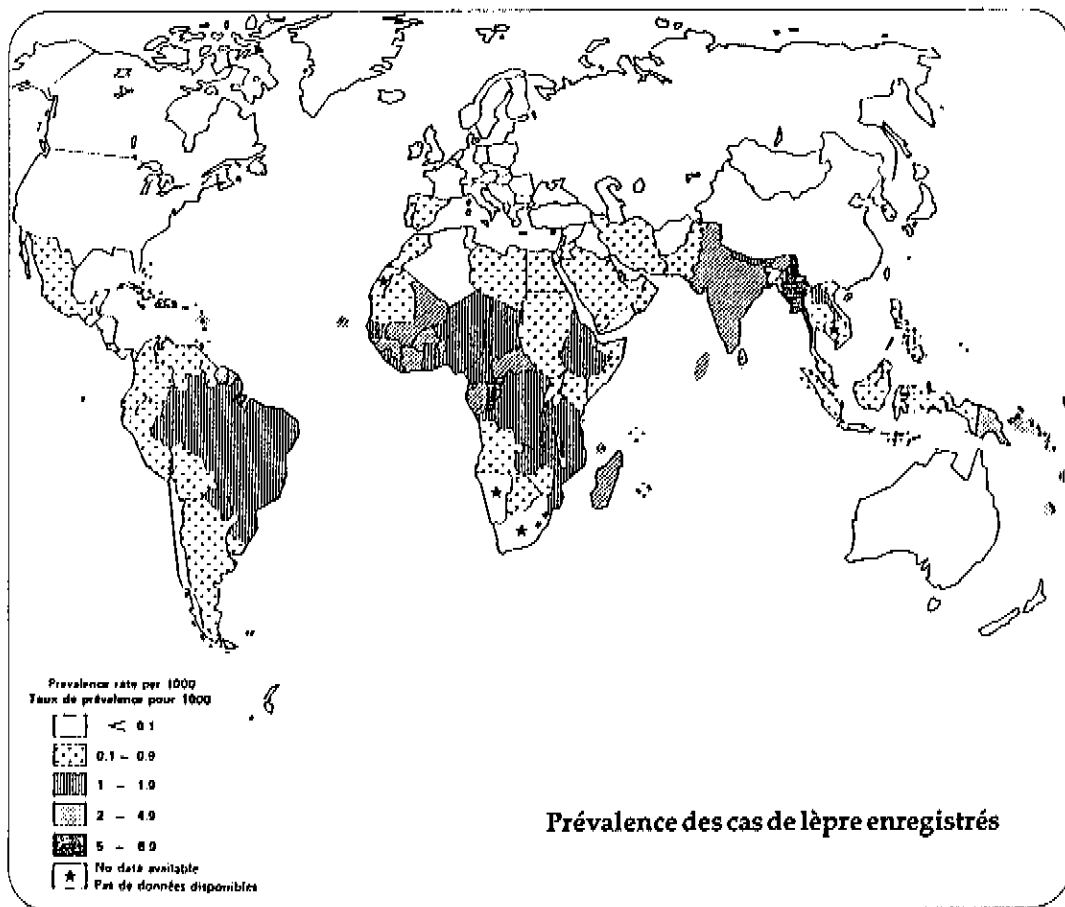 Prevalence rate per 1000
Taux de prévalence pour 1000
< 0.1
0.1 – 0.9
1 – 1.9
2 – 4.9
5 – 6.9
No data available
Pas de données disponibles
Prévalence des cas de lèpre enregistrés